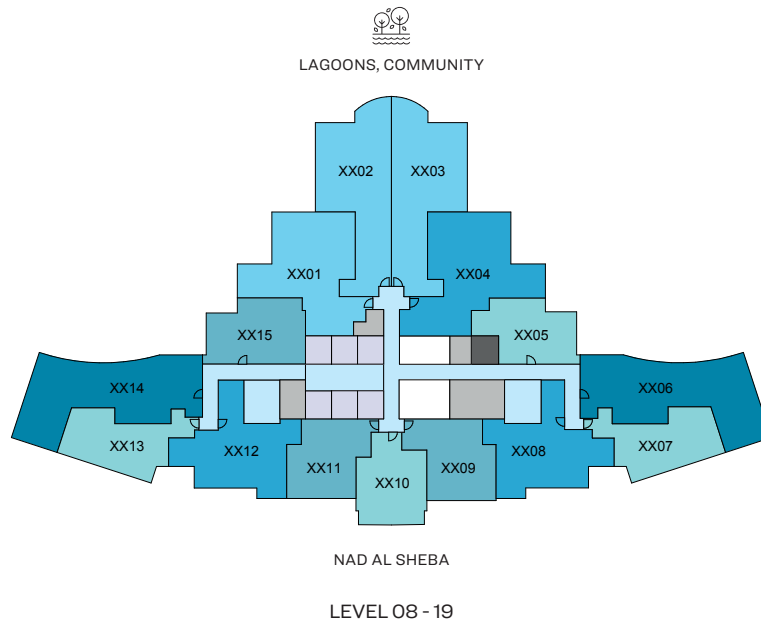 LAGOONS, COMMUNITY
XX02
XX03
XX01
XX04
XX15
XX05
XX14
XX06
XX13
XX12
XX08
XX07
XX11
XX09
XX10
NAD AL SHEBA
LEVEL 08 - 19